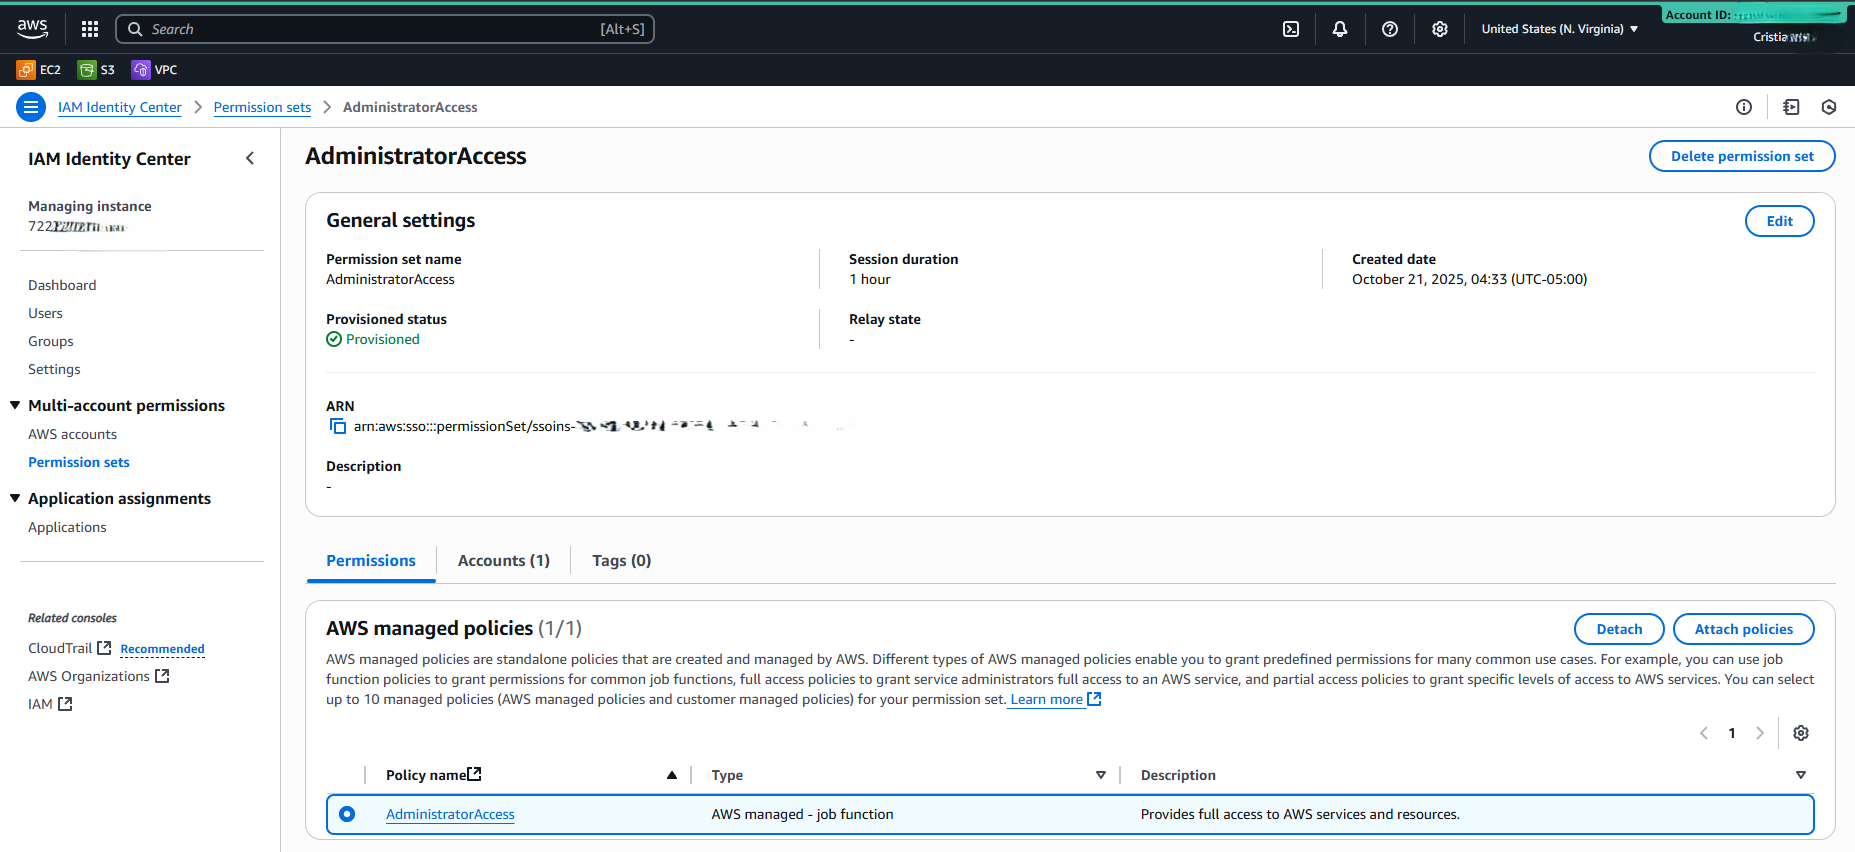 aws
Search [Alt+S]
United States (N. Virginia)
Account ID:
EC2 S3 VPC
IAM Identity Center > Permission sets > AdministratorAccess
IAM Identity Center
Managing instance
Dashboard
Users
Groups
Settings
Multi-account permissions
AWS accounts
Permission sets
Application assignments
Applications
Related consoles
CloudTrail Recommended
AWS Organizations
IAM
AdministratorAccess
Delete permission set
General settings
Edit
Permission set name
AdministratorAccess
Session duration
1 hour
Created date
October 21, 2025, 04:33 (UTC-05:00)
Provisioned status
Provisioned
Relay state
-
ARN
arn:aws:sso:::permissionSet/ssoins-
Description
-
Permissions Accounts (1) Tags (0)
AWS managed policies (1/1)
Detach Attach policies
AWS managed policies are standalone policies that are created and managed by AWS. Different types of AWS managed policies enable you to grant predefined permissions for many common use cases. For example, you can use job
function policies to grant permissions for common job functions, full access policies to grant service administrators full access to an AWS service, and partial access policies to grant specific levels of access to AWS services. You can select
up to 10 managed policies (AWS managed policies and customer managed policies) for your permission set. Learn more
1
Policy name Type Description
AdministratorAccess AWS managed - job function Provides full access to AWS services and resources.